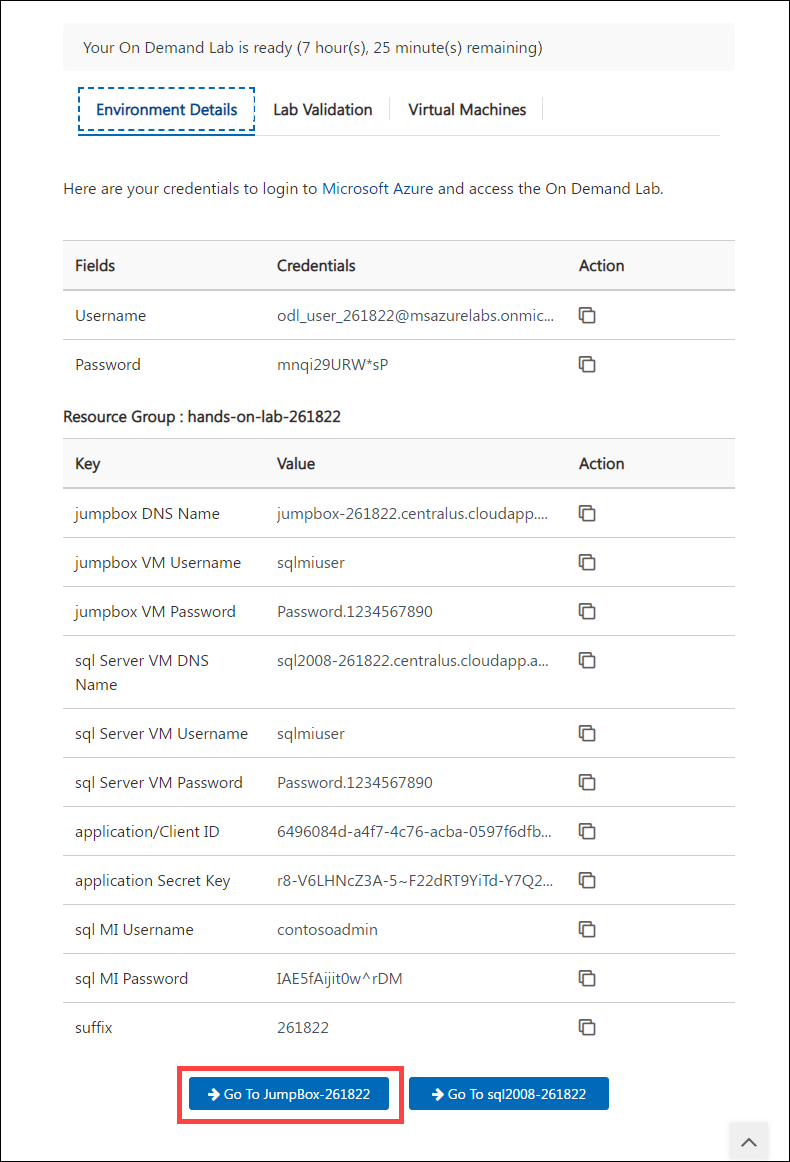 Your On Demand Lab is ready (7 hour(s), 25 minute(s) remaining)
Environment Details Lab Validation Virtual Machines
Here are your credentials to login to Microsoft Azure and access the On Demand Lab.
Fields Credentials Action
Username odl_user_261822@msazurelabs.onmic...
Password mnqi29URW*sP
Resource Group : hands-on-lab-261822
Key Value Action
jumpbox DNS Name jumpbox-261822.centralus.cloudapp....
jumpbox VM Username sqlmiuser
jumpbox VM Password Password.1234567890
sql Server VM DNS sql2008-261822.centralus.cloudapp.a...
Name
sql Server VM Username sqlmiuser
sql Server VM Password Password.1234567890
application/Client ID 6496084d-a4f7-4c76-acba-0597f6dfb...
application Secret Key r8-V6LHNcZ3A-5~F22dRT9YiTd-Y7Q2...
sql MI Username contosoadmin
sql MI Password IAE5fAijit0w^rDM
suffix 261822
Go To JumpBox-261822 Go To sql2008-261822